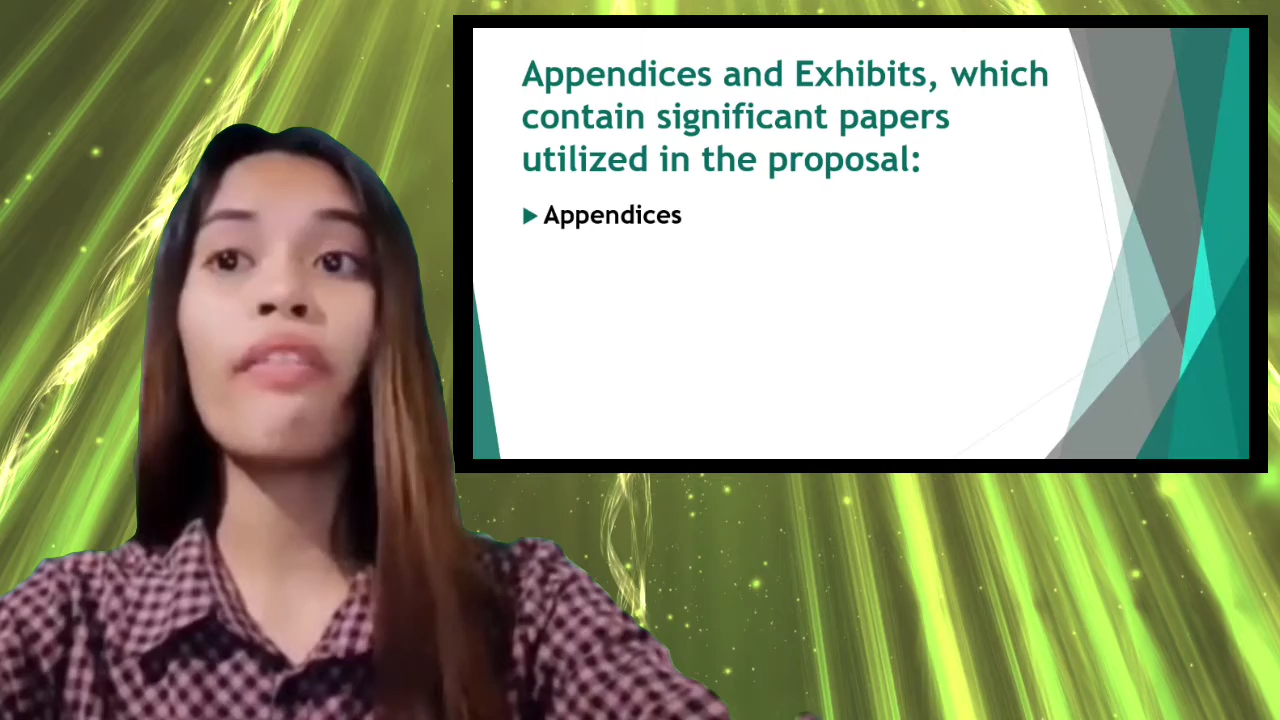 Appendices and Exhibits, which
contain significant papers
utilized in the proposal:
Appendices